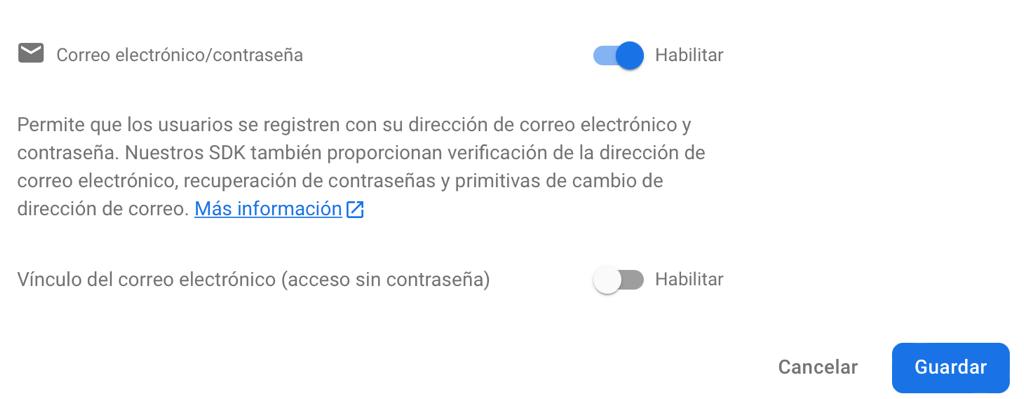 Correo electrónico/contraseña
Habilitar
Permite que los usuarios se registren con su dirección de correo electrónico y
contraseña. Nuestros SDK también proporcionan verificación de la dirección de
correo electrónico, recuperación de contraseñas y primitivas de cambio de
dirección de correo. Más información
Vínculo del correo electrónico (acceso sin contraseña)
Habilitar
Cancelar
Guardar